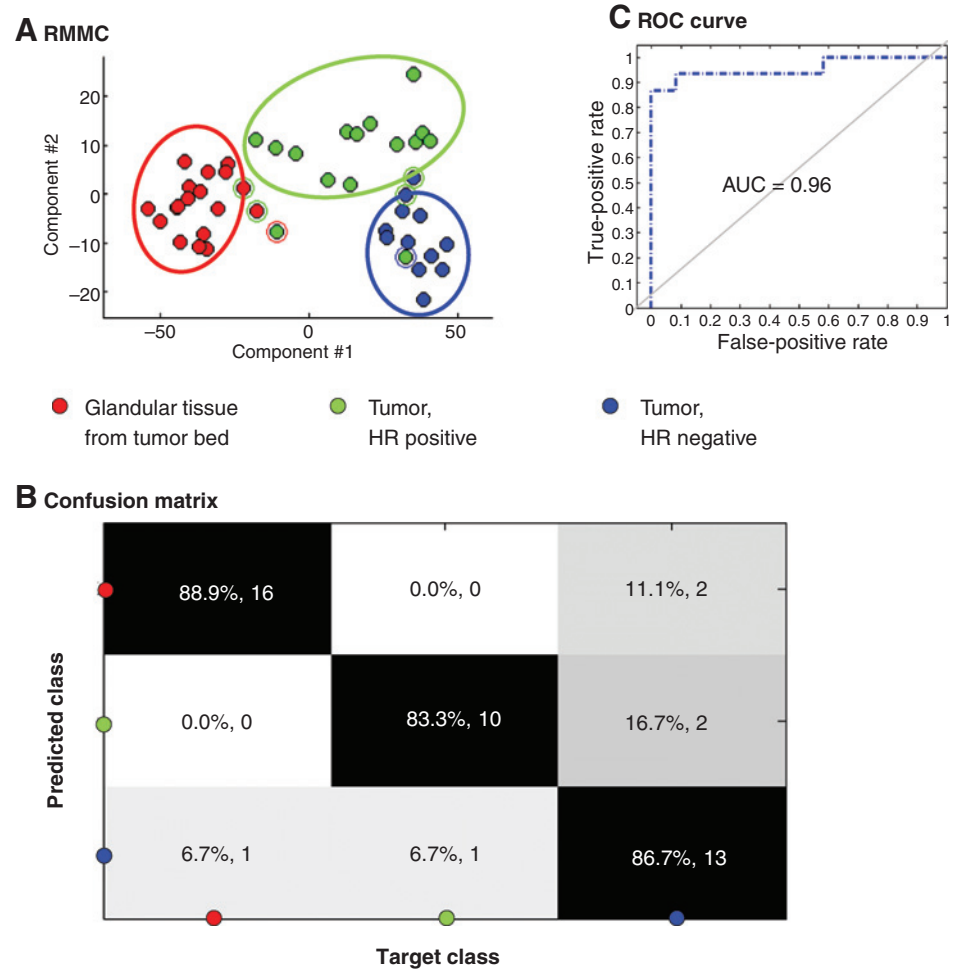 A RMMC
20
10
0
−10
−20
Component #2
−50
0
50
Component #1
C ROC curve
1
0.9
0.8
0.7
0.6
0.5
0.4
0.3
0.2
0.1
0
True-positive rate
AUC = 0.96
0 0.1 0.2 0.3 0.4 0.5 0.6 0.7 0.8 0.9 1
False-positive rate
Glandular tissue
from tumor bed
Tumor,
HR positive
Tumor,
HR negative
B Confusion matrix
Predicted class
88.9%, 16
0.0%, 0
11.1%, 2
0.0%, 0
83.3%, 10
16.7%, 2
6.7%, 1
6.7%, 1
86.7%, 13
Target class